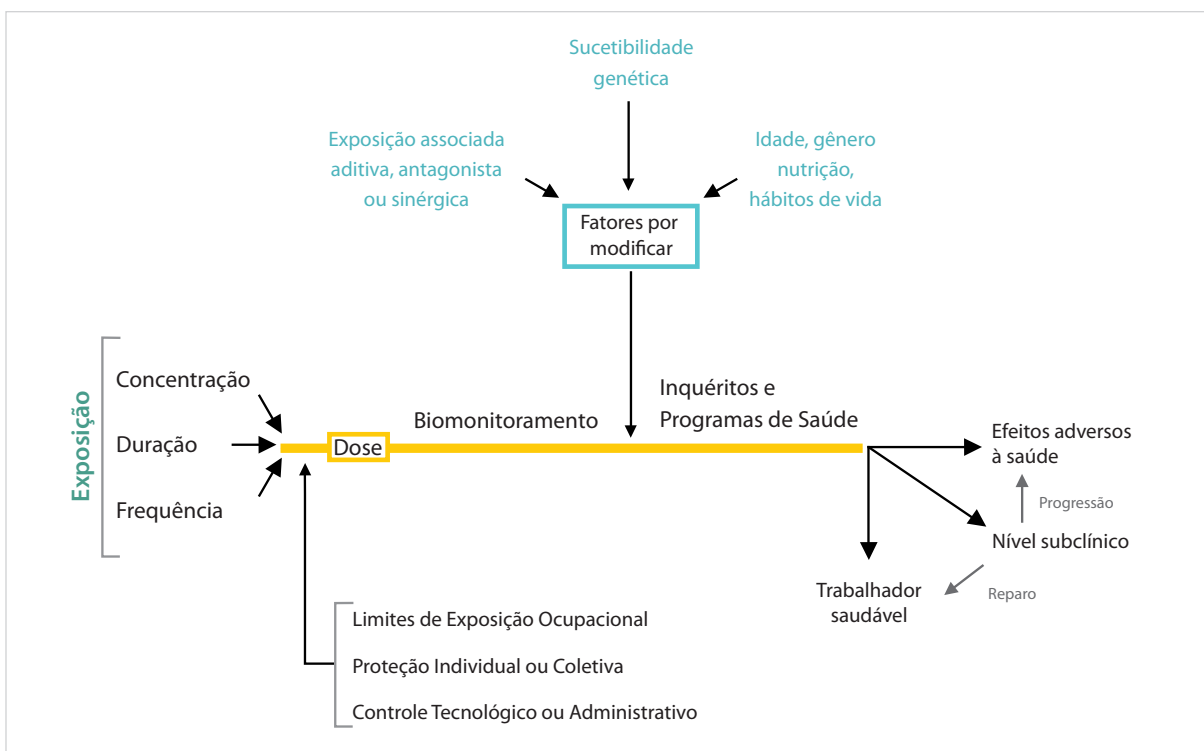 Sucetibilidade
genética
Exposição associada
aditiva, antagonista
ou sinérgica
Idade, gênero
nutrição,
hábitos de vida
Fatores por
modificar
Exposição
Concentração
Duração
Frequência
Dose
Biomonitoramento
Inquéritos e
Programas de Saúde
Efeitos adversos
à saúde
Progressão
Nível subclínico
Reparo
Trabalhador
saudável
Limites de Exposição Ocupacional
Proteção Individual ou Coletiva
Controle Tecnológico ou Administrativo